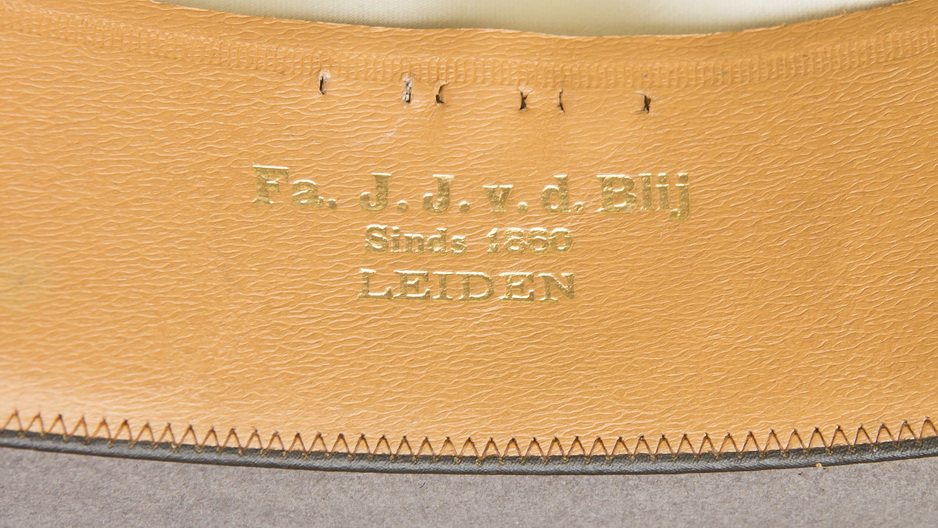 Fa. J. J. v. d. Blij
Sinds 1860
LEIDEN